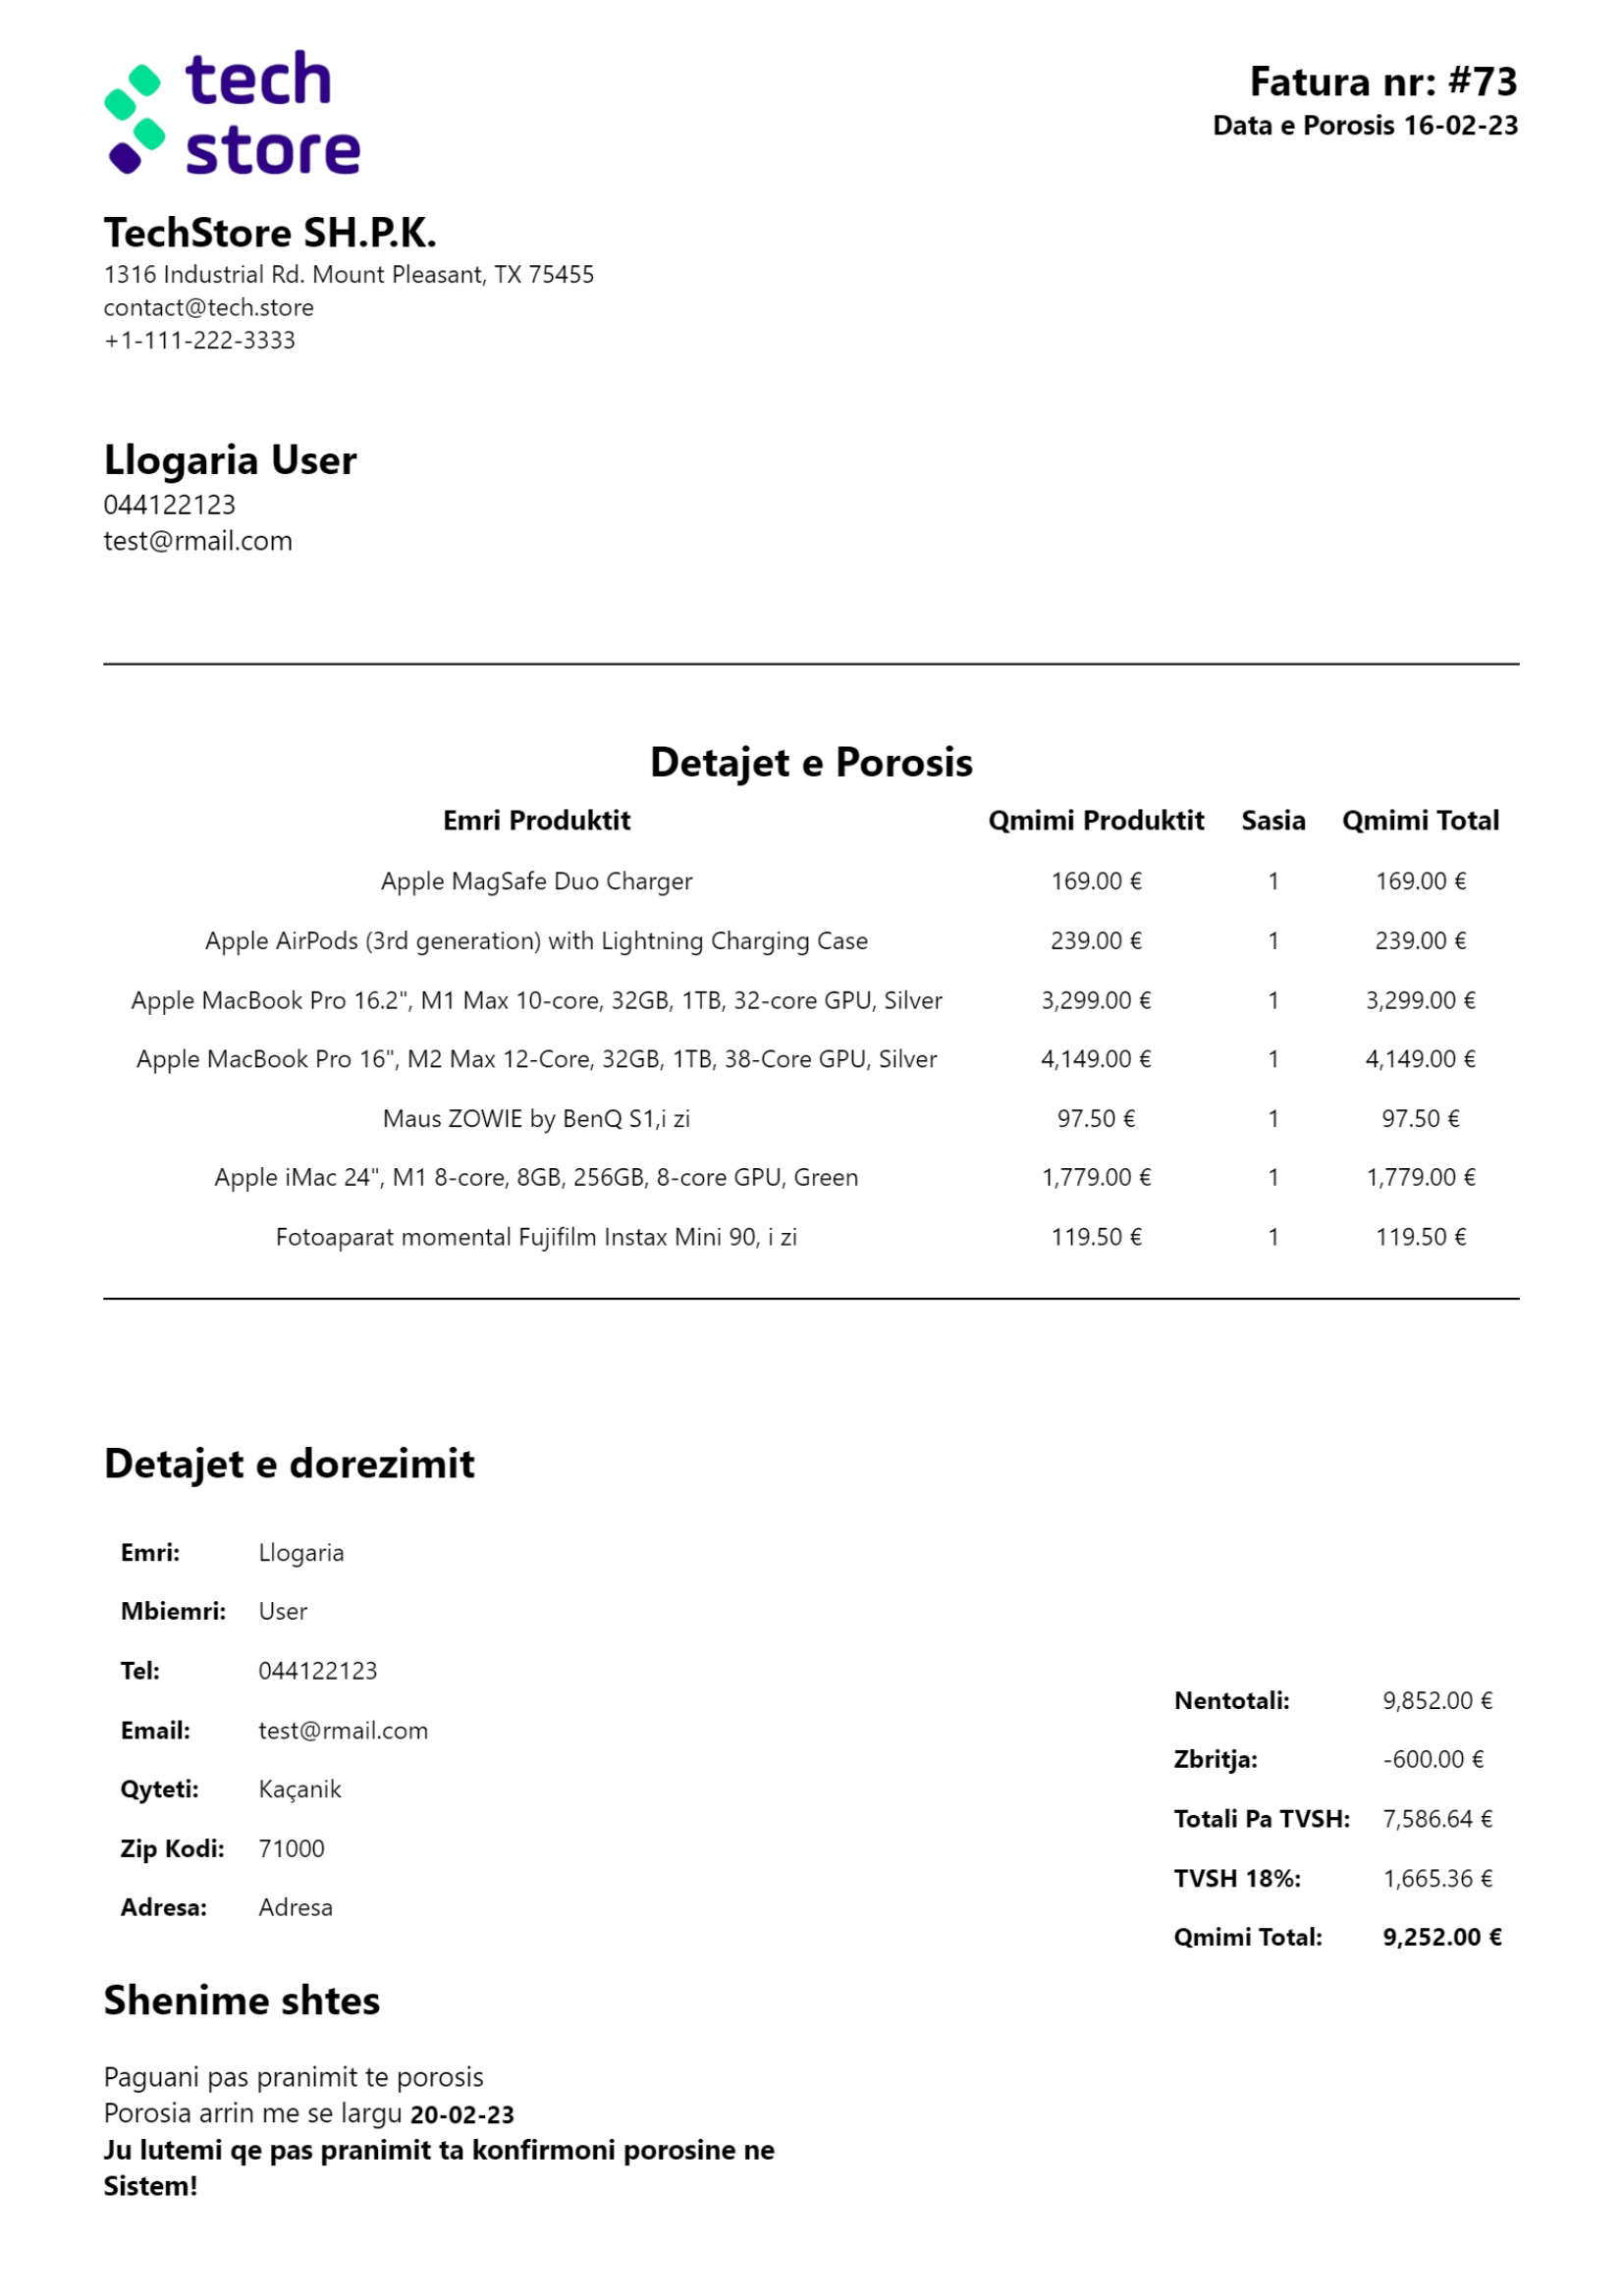 tech
store
Fatura nr: #73
Data e Porosis 16-02-23
TechStore SH.P.K.
1316 Industrial Rd. Mount Pleasant, TX 75455
contact@tech.store
+1-111-222-3333
Llogaria User
044122123
test@rmail.com
Detajet e Porosis
Emri Produktit Qmimi Produktit Sasia Qmimi Total
Apple MagSafe Duo Charger 169.00 € 1 169.00 €
Apple AirPods (3rd generation) with Lightning Charging Case 239.00 € 1 239.00 €
Apple MacBook Pro 16.2", M1 Max 10-core, 32GB, 1TB, 32-core GPU, Silver 3,299.00 € 1 3,299.00 €
Apple MacBook Pro 16", M2 Max 12-Core, 32GB, 1TB, 38-Core GPU, Silver 4,149.00 € 1 4,149.00 €
Maus ZOWIE by BenQ S1,i zi 97.50 € 1 97.50 €
Apple iMac 24", M1 8-core, 8GB, 256GB, 8-core GPU, Green 1,779.00 € 1 1,779.00 €
Fotoaparat momental Fujifilm Instax Mini 90, i zi 119.50 € 1 119.50 €
Detajet e dorezimit
Emri: Llogaria
Mbiemri: User
Tel: 044122123
Email: test@rmail.com
Qyteti: Kaçanik
Zip Kodi: 71000
Adresa: Adresa
Nentotali: 9,852.00 €
Zbritja: -600.00 €
Totali Pa TVSH: 7,586.64 €
TVSH 18%: 1,665.36 €
Qmimi Total: 9,252.00 €
Shenime shtes
Paguani pas pranimit te porosis
Porosia arrin me se largu 20-02-23
Ju lutemi qe pas pranimit ta konfirmoni porosine ne
Sistem!